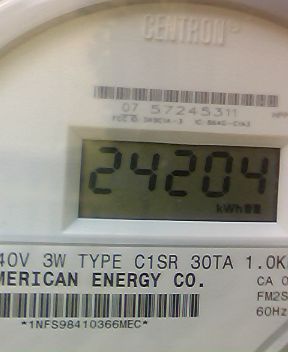 CENTRON
07 57245311
24204
kWh
40V 3W TYPE C1SR 30TA 1.0K
MERICAN ENERGY CO.
CA 0
FM2S
60Hz
*1NFS98410366MEC*